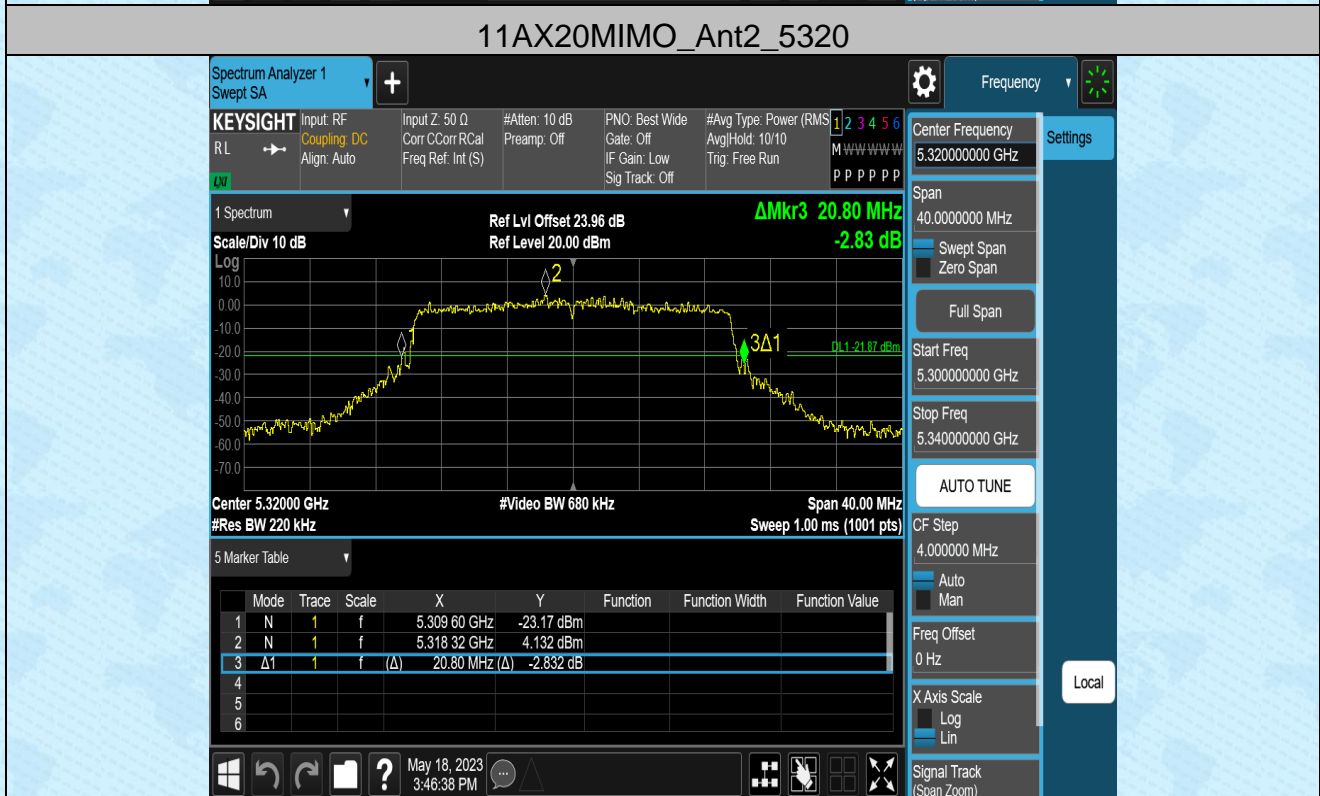 11AX20MIMO_Ant2_5320
Spectrum Analyzer 1
Swept SA
+
Frequency
KEYSIGHT
RL
LXI
Input: RF
Coupling: DC
Align: Auto
Input Z: 50 Ω
Corr CCorr RCal
Freq Ref: Int (S)
#Atten: 10 dB
Preamp: Off
PNO: Best Wide
Gate: Off
IF Gain: Low
Sig Track: Off
#Avg Type: Power (RMS
Avg|Hold: 10/10
Trig: Free Run
1 2 3 4 5 6
M W W W W W
P P P P P P
1 Spectrum
Scale/Div 10 dB
Ref Lvl Offset 23.96 dB
Ref Level 20.00 dBm
ΔMkr3 20.80 MHz
-2.83 dB
Log
10.0
0.00
-10.0
-20.0
-30.0
-40.0
-50.0
-60.0
-70.0
1
2
3Δ1
DL1 -21.87 dBm
Center 5.32000 GHz
#Video BW 680 kHz
Span 40.00 MHz
#Res BW 220 kHz
Sweep 1.00 ms (1001 pts)
5 Marker Table
Mode Trace Scale X Y Function Function Width Function Value
1 N 1 f 5.309 60 GHz -23.17 dBm
2 N 1 f 5.318 32 GHz 4.132 dBm
3 Δ1 1 f (Δ) 20.80 MHz (Δ) -2.832 dB
4
5
6
?
May 18, 2023
3:46:38 PM
Center Frequency
5.320000000 GHz
Settings
Span
40.0000000 MHz
Swept Span
Zero Span
Full Span
Start Freq
5.300000000 GHz
Stop Freq
5.340000000 GHz
AUTO TUNE
CF Step
4.000000 MHz
Auto
Man
Freq Offset
0 Hz
X Axis Scale
Log
Lin
Local
Signal Track
(Span Zoom)